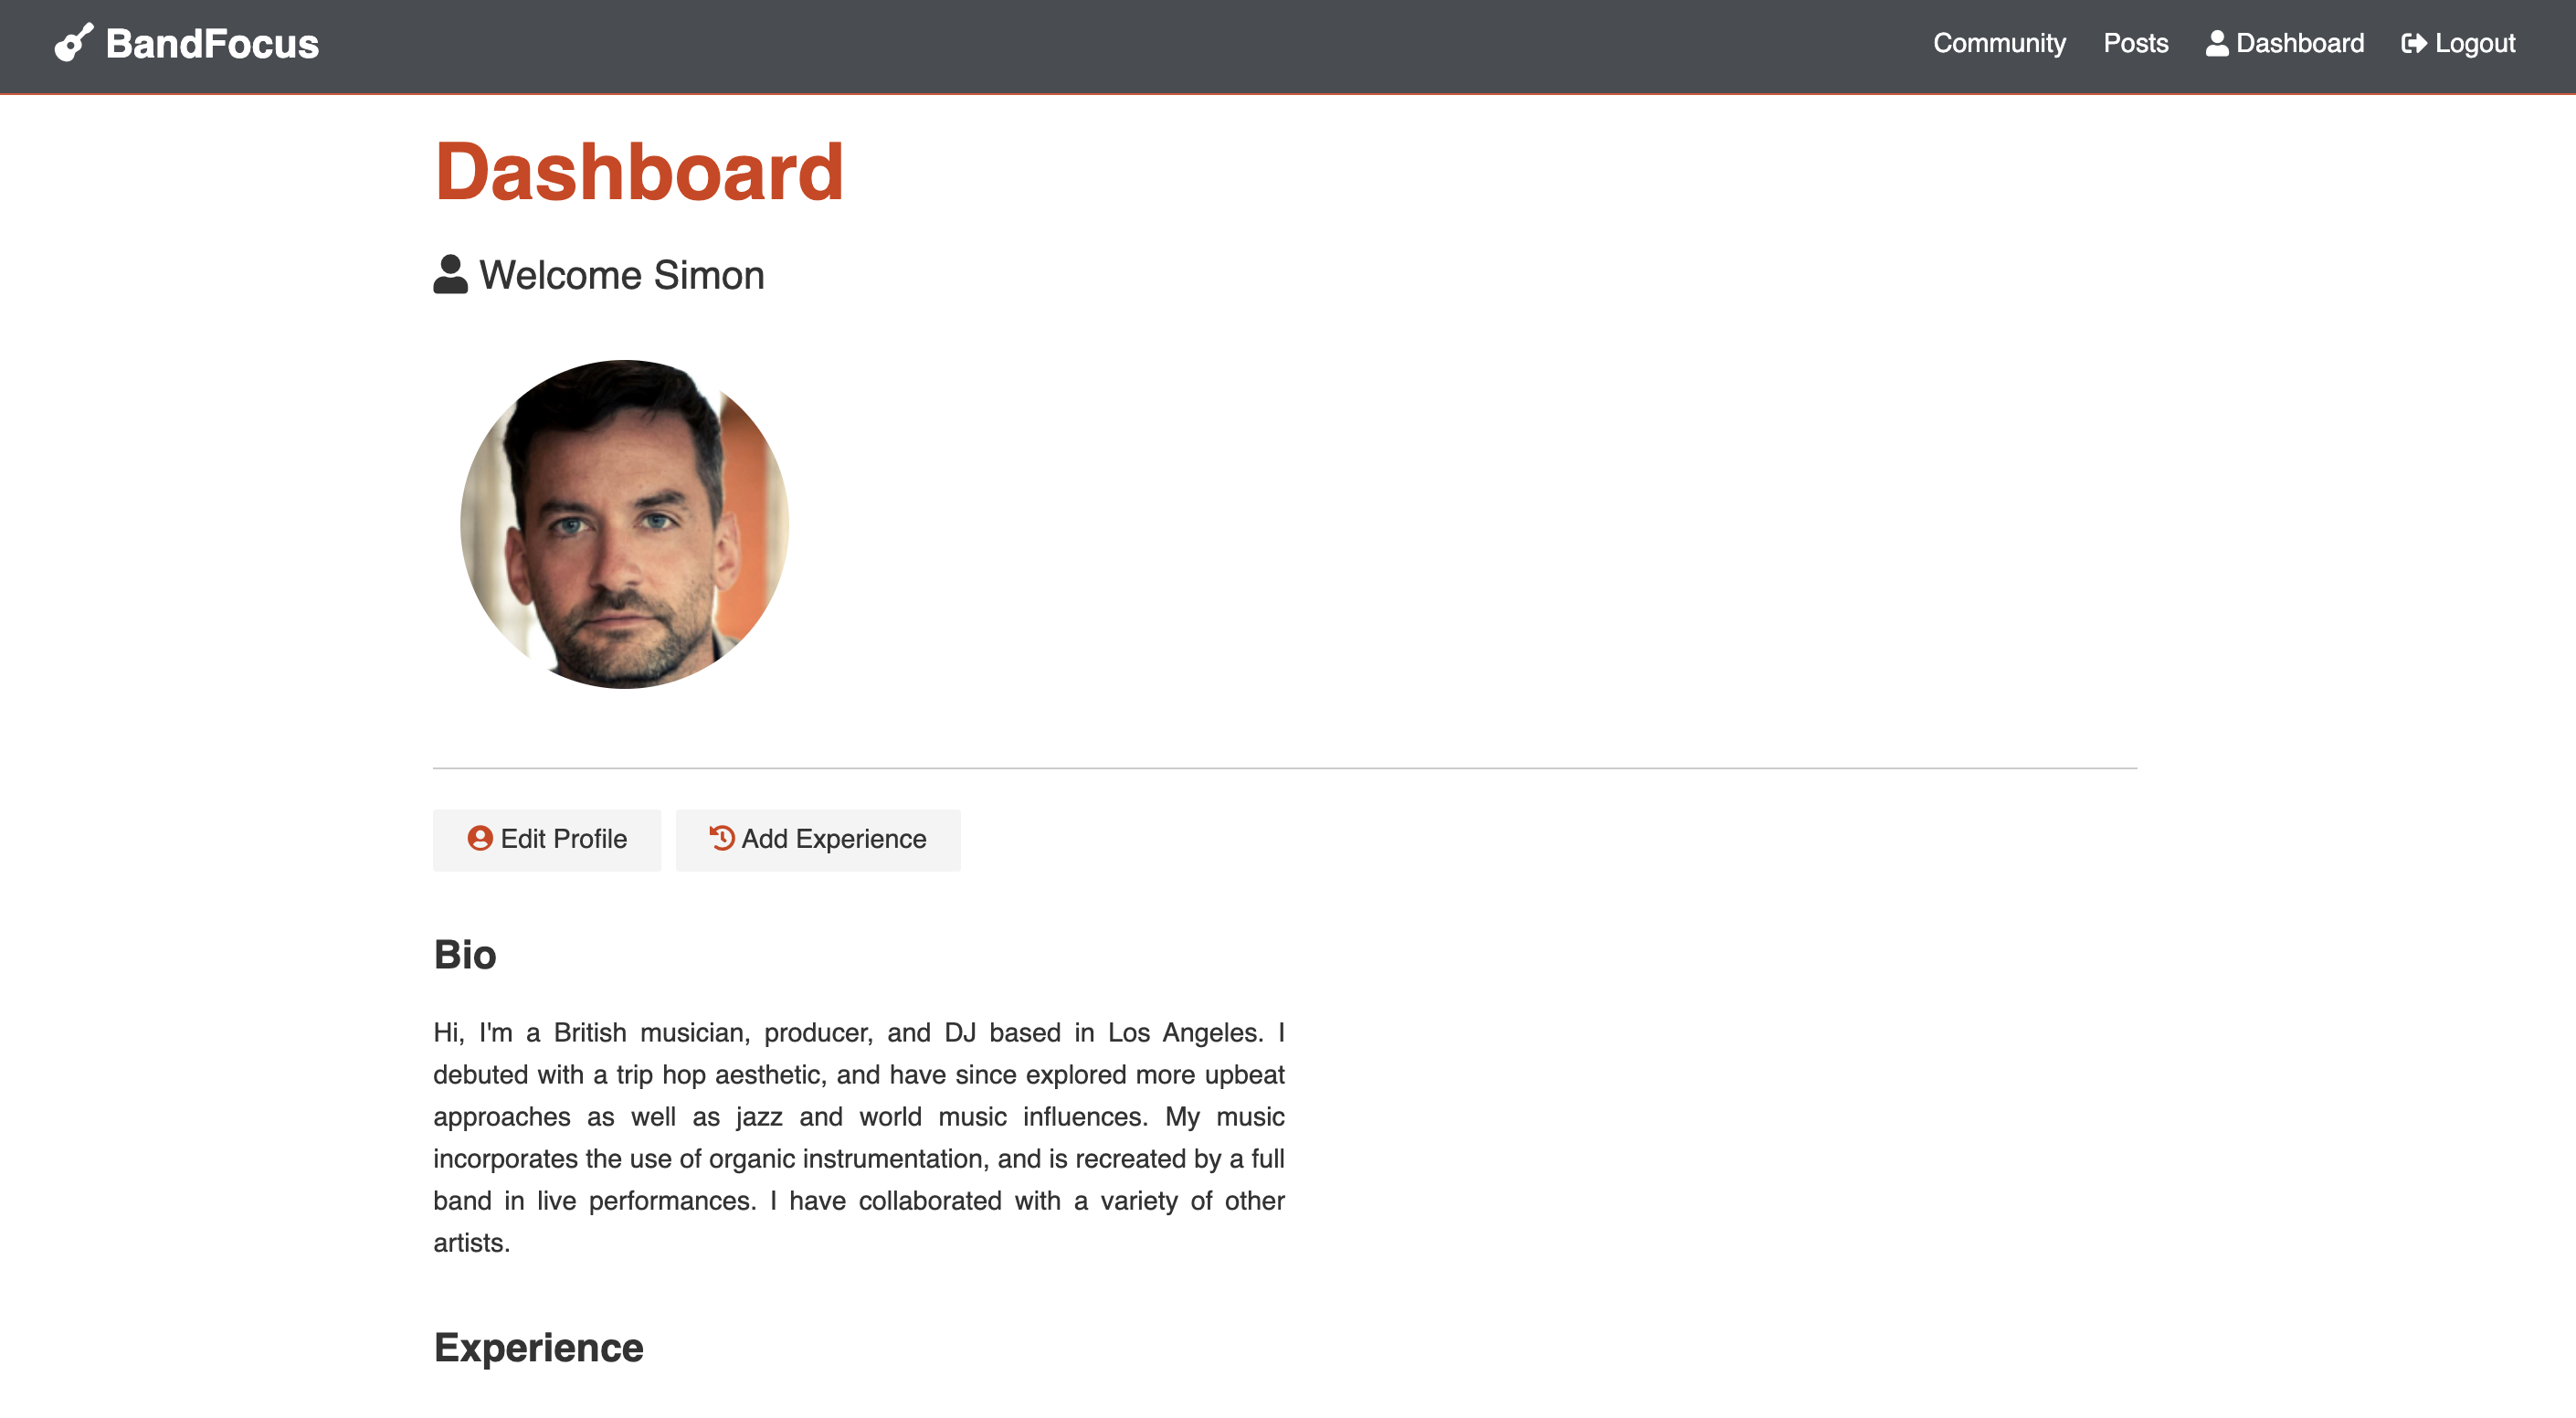 BandFocus
Community Posts Dashboard Logout
Dashboard
Welcome Simon
Edit Profile Add Experience
Bio
Hi, I'm a British musician, producer, and DJ based in Los Angeles. I
debuted with a trip hop aesthetic, and have since explored more upbeat
approaches as well as jazz and world music influences. My music
incorporates the use of organic instrumentation, and is recreated by a full
band in live performances. I have collaborated with a variety of other
artists.
Experience